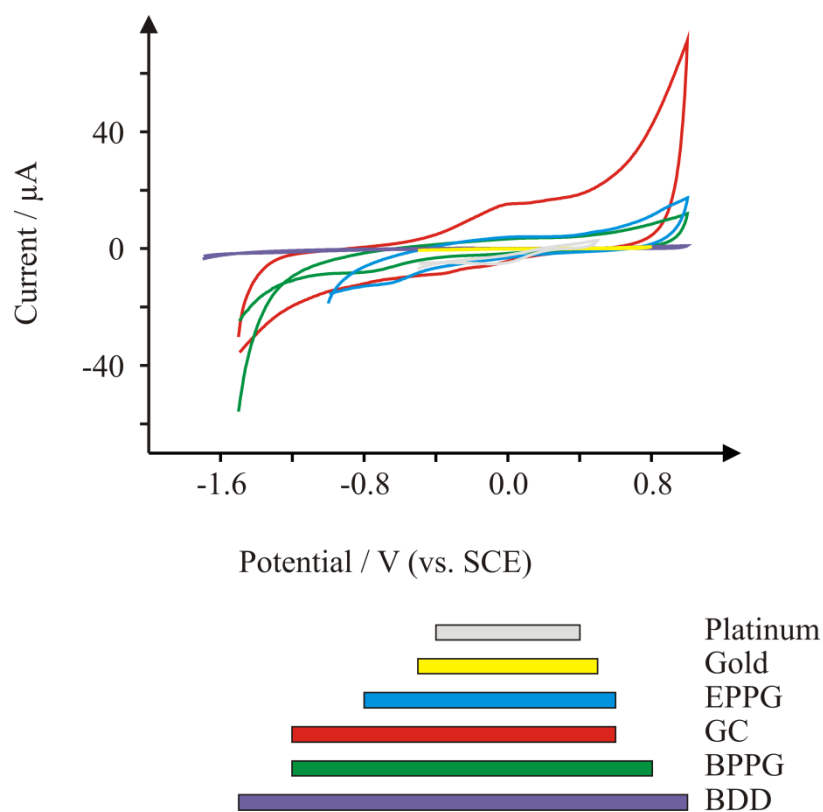 Current / µA
40
0
-40
-1.6 -0.8 0.0 0.8
Potential / V (vs. SCE)
Platinum
Gold
EPPG
GC
BPPG
BDD